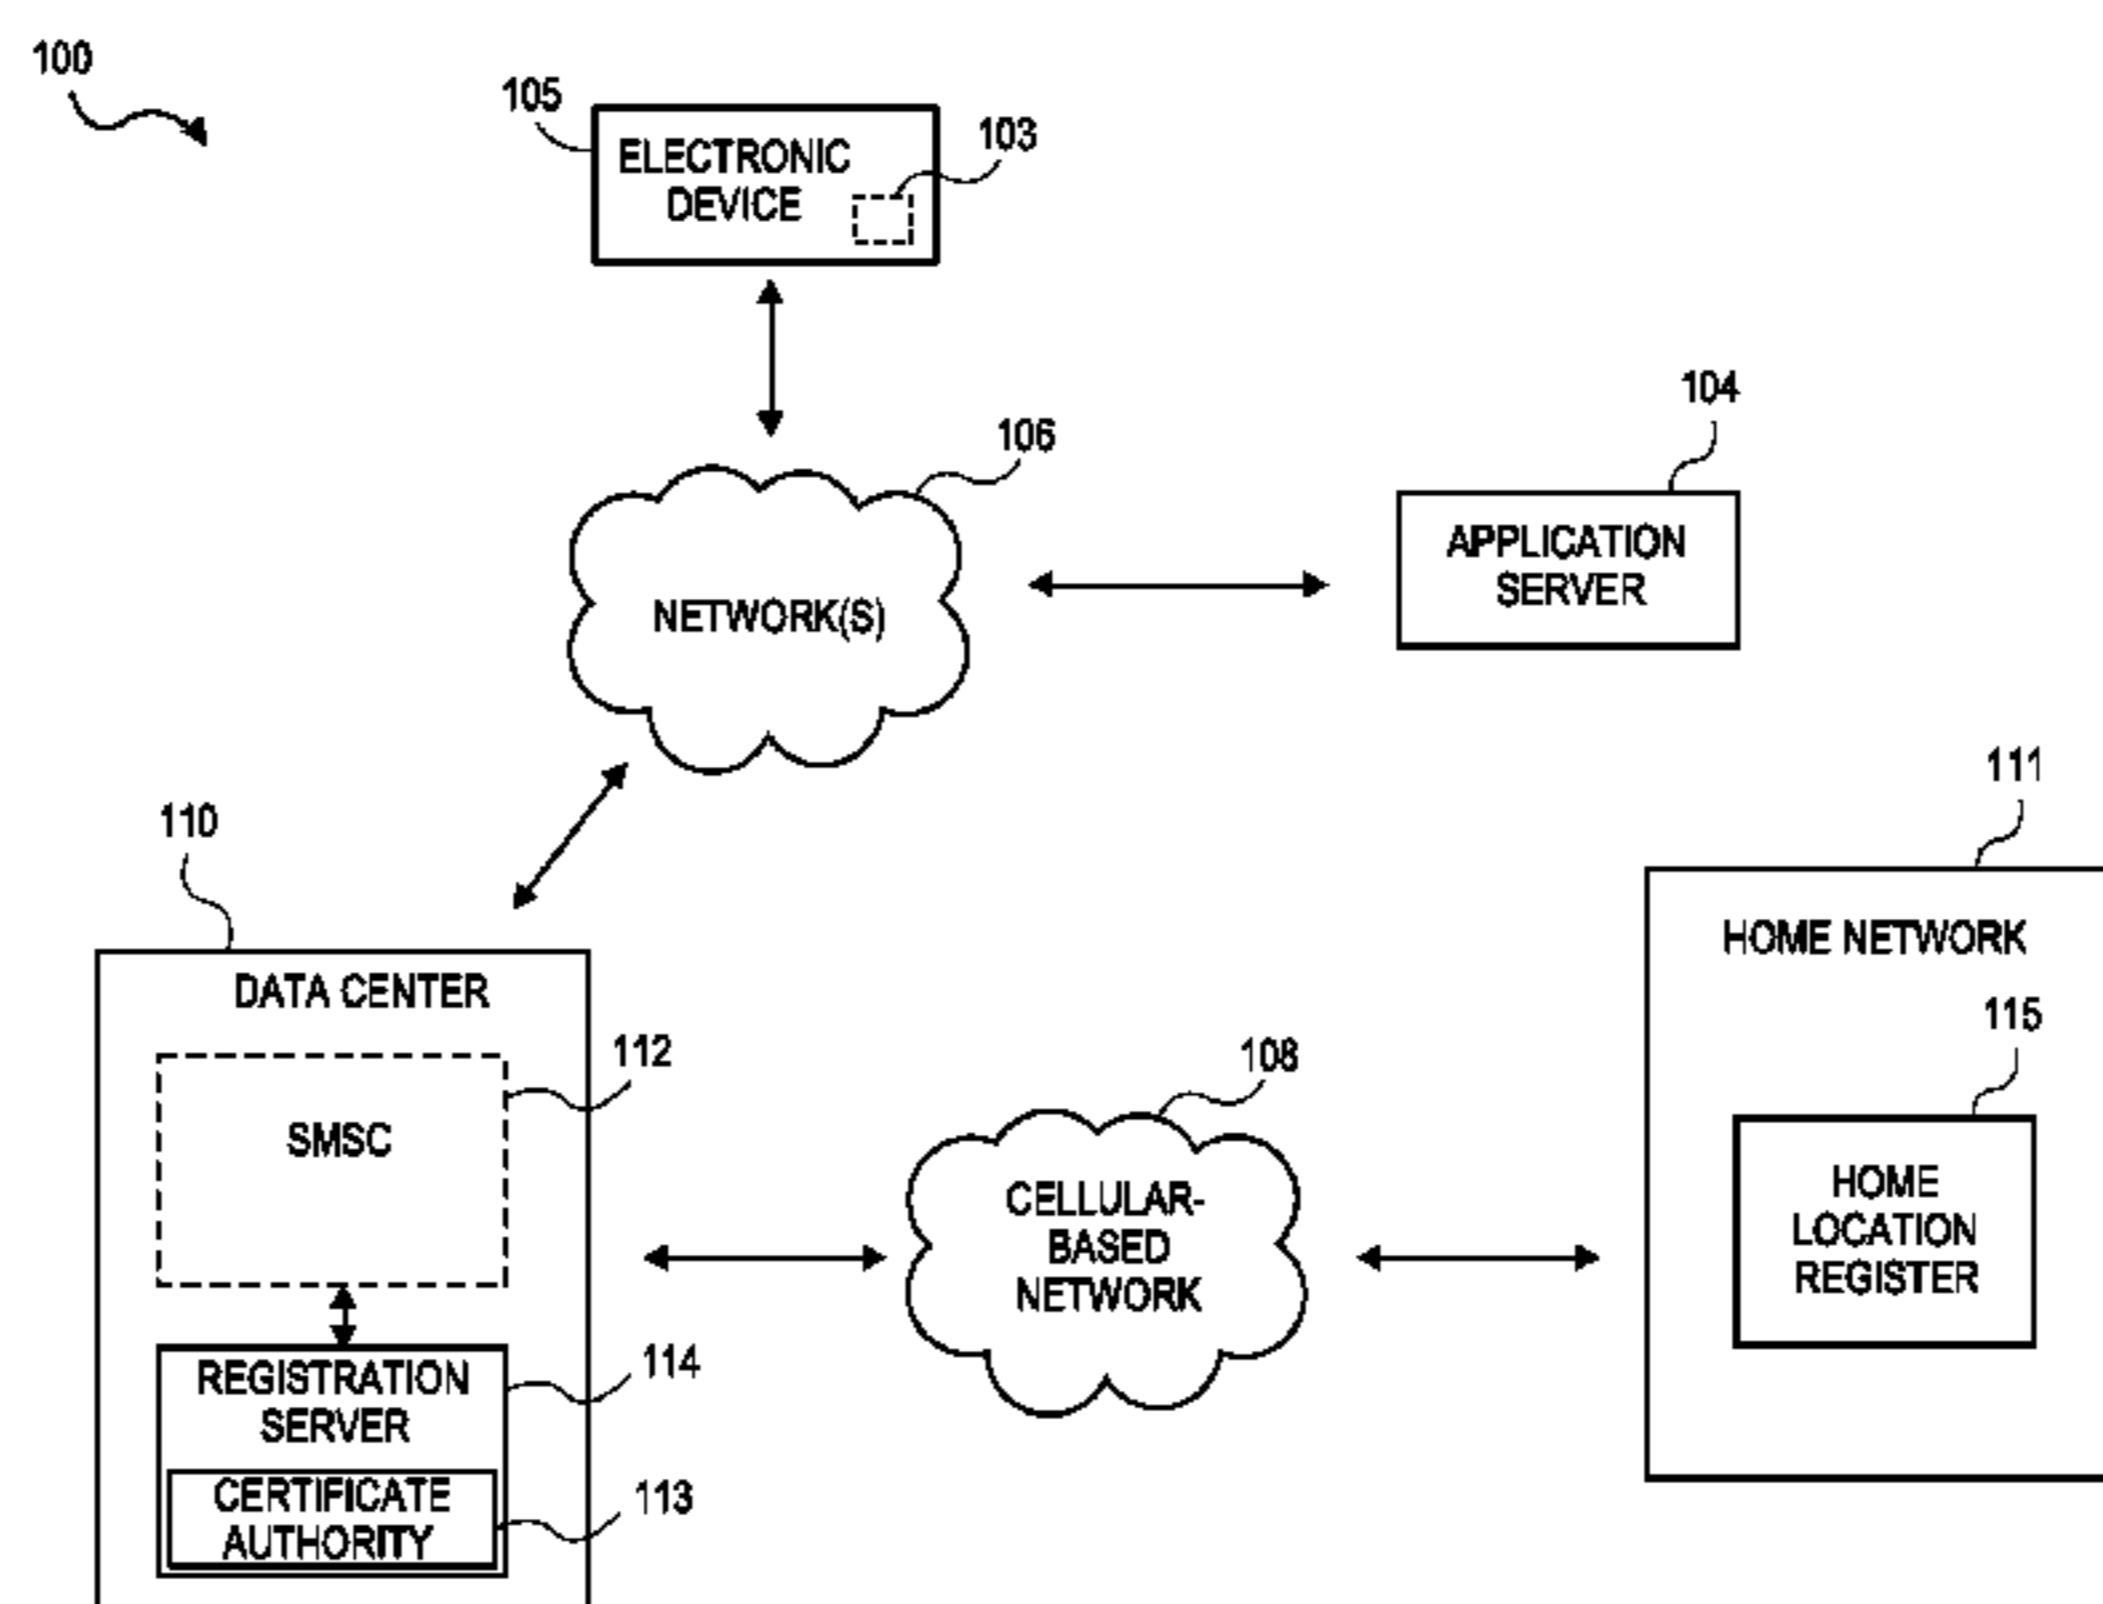 100
105
103
ELECTRONIC
DEVICE
106
NETWORK(S)
104
APPLICATION
SERVER
110
DATA CENTER
112
SMSC
114
REGISTRATION
SERVER
113
CERTIFICATE
AUTHORITY
108
CELLULAR-
BASED
NETWORK
111
HOME NETWORK
115
HOME
LOCATION
REGISTER